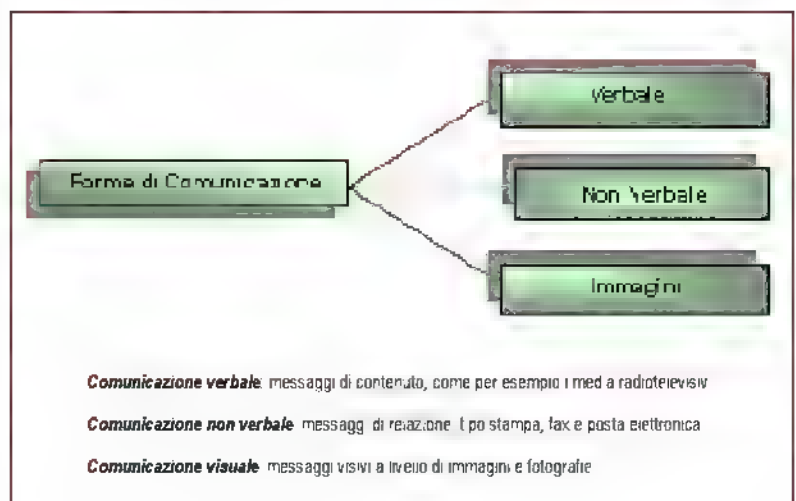 Verbale
Forma di Comunicazione
Non Verbale
Immagini
Comunicazione verbale: messaggi di contenuto, come per esempio i media radiotelevisivi
Comunicazione non verbale: messaggi di relazione tipo stampa, fax e posta elettronica
Comunicazione visuale: messaggi visivi a livello di immagini e fotografie